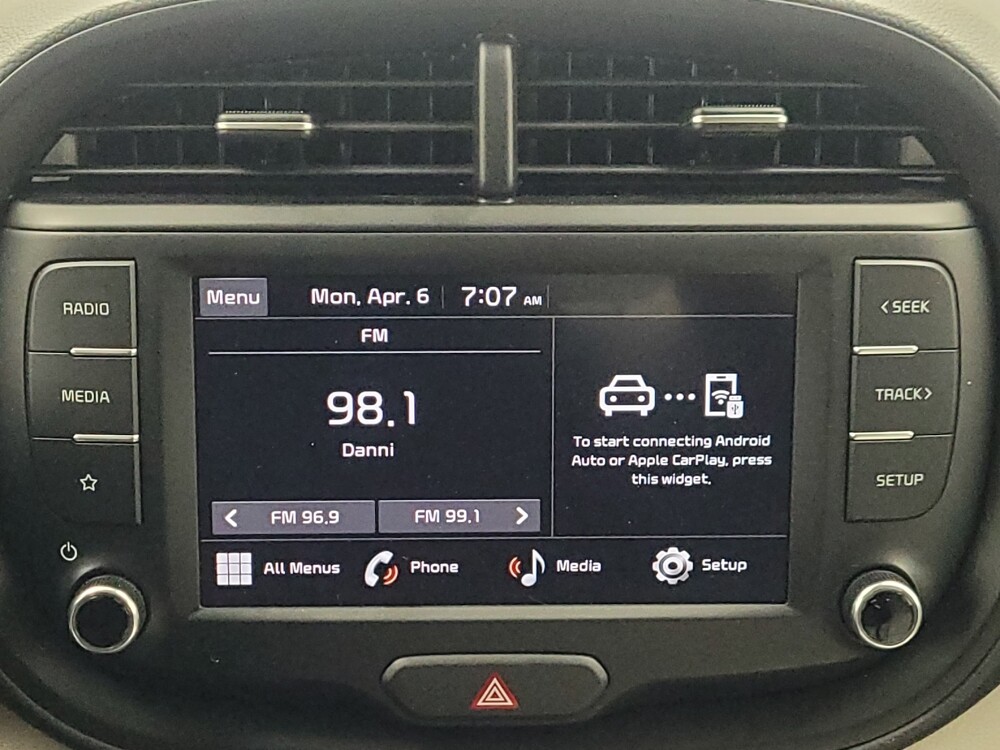 RADIO
MEDIA
Menu
Mon, Apr. 6
7:07 AM
FM
98.1
Danni
< FM 96.9
FM 99.1 >
To start connecting Android
Auto or Apple CarPlay, press
this widget.
All Menus
Phone
Media
Setup
< SEEK
TRACK >
SETUP